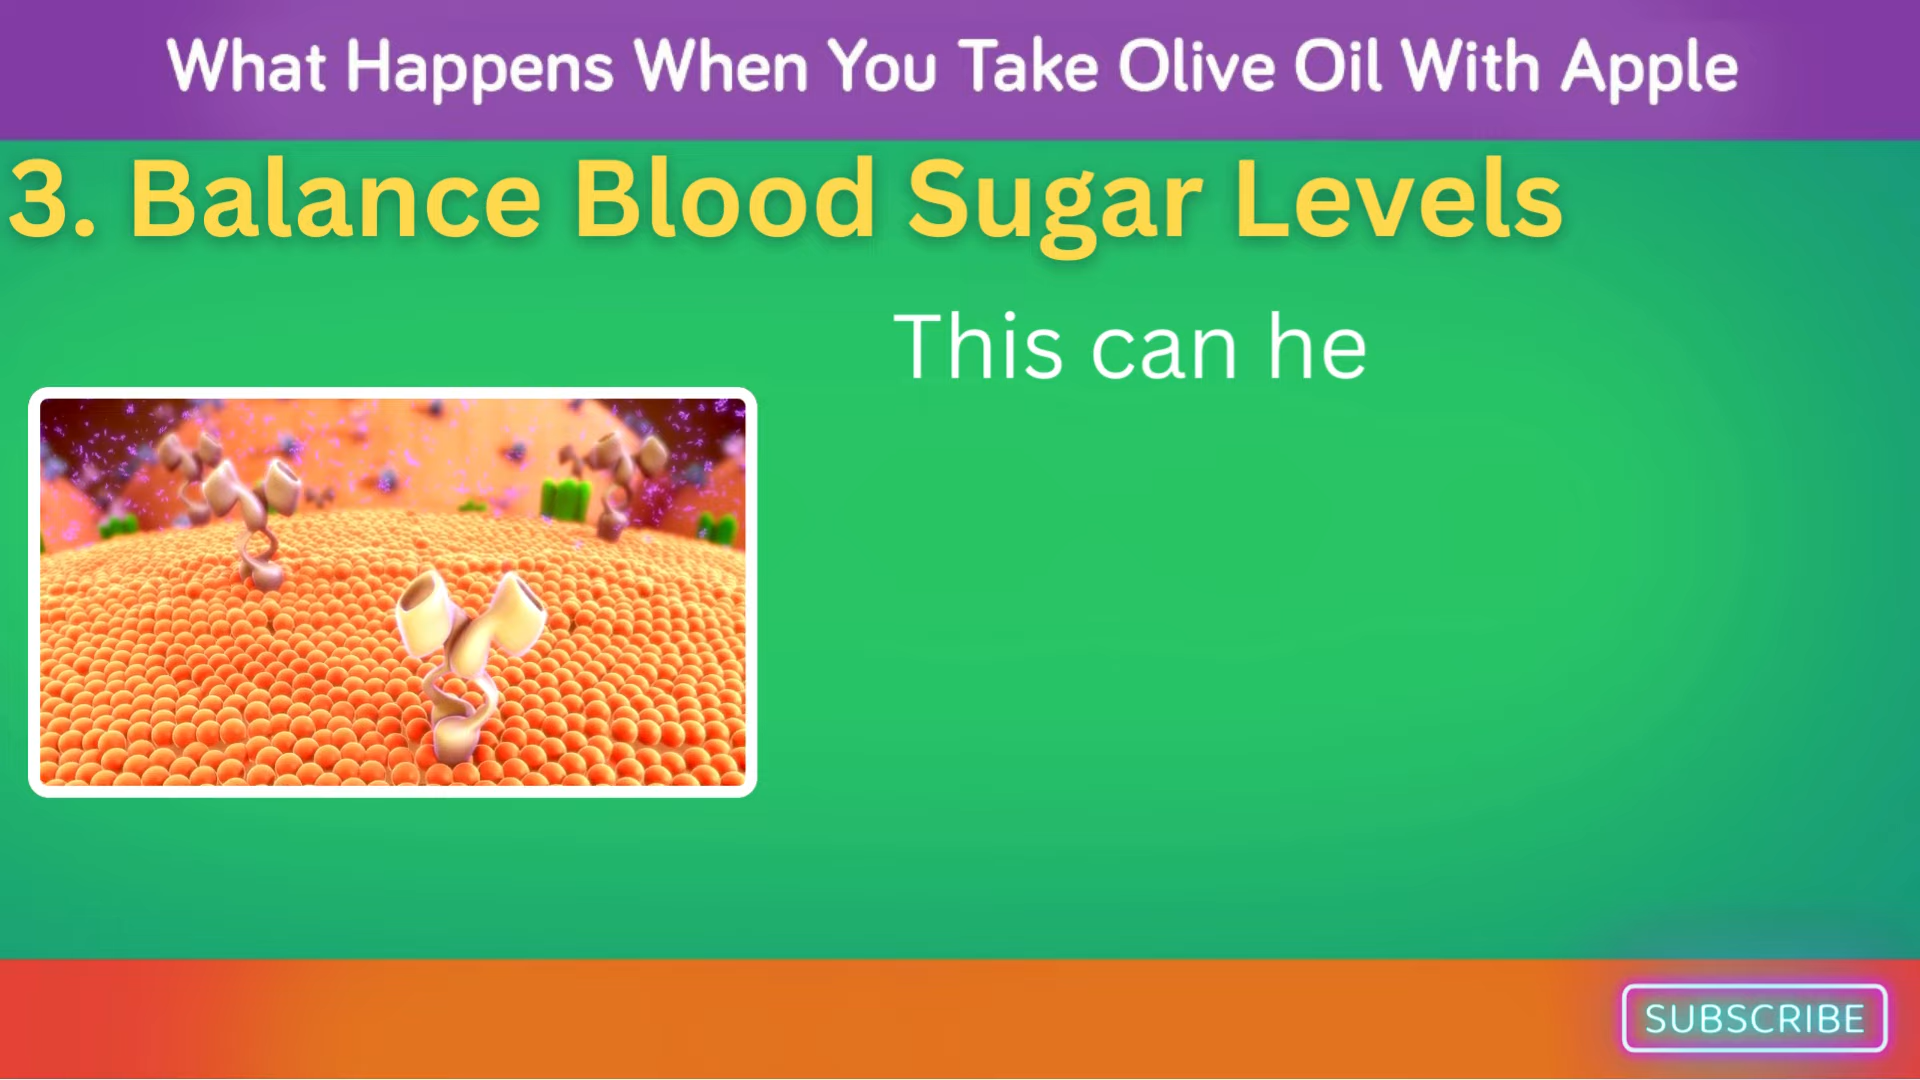 What Happens When You Take Olive Oil With Apple
3. Balance Blood Sugar Levels
This can he
SUBSCRIBE